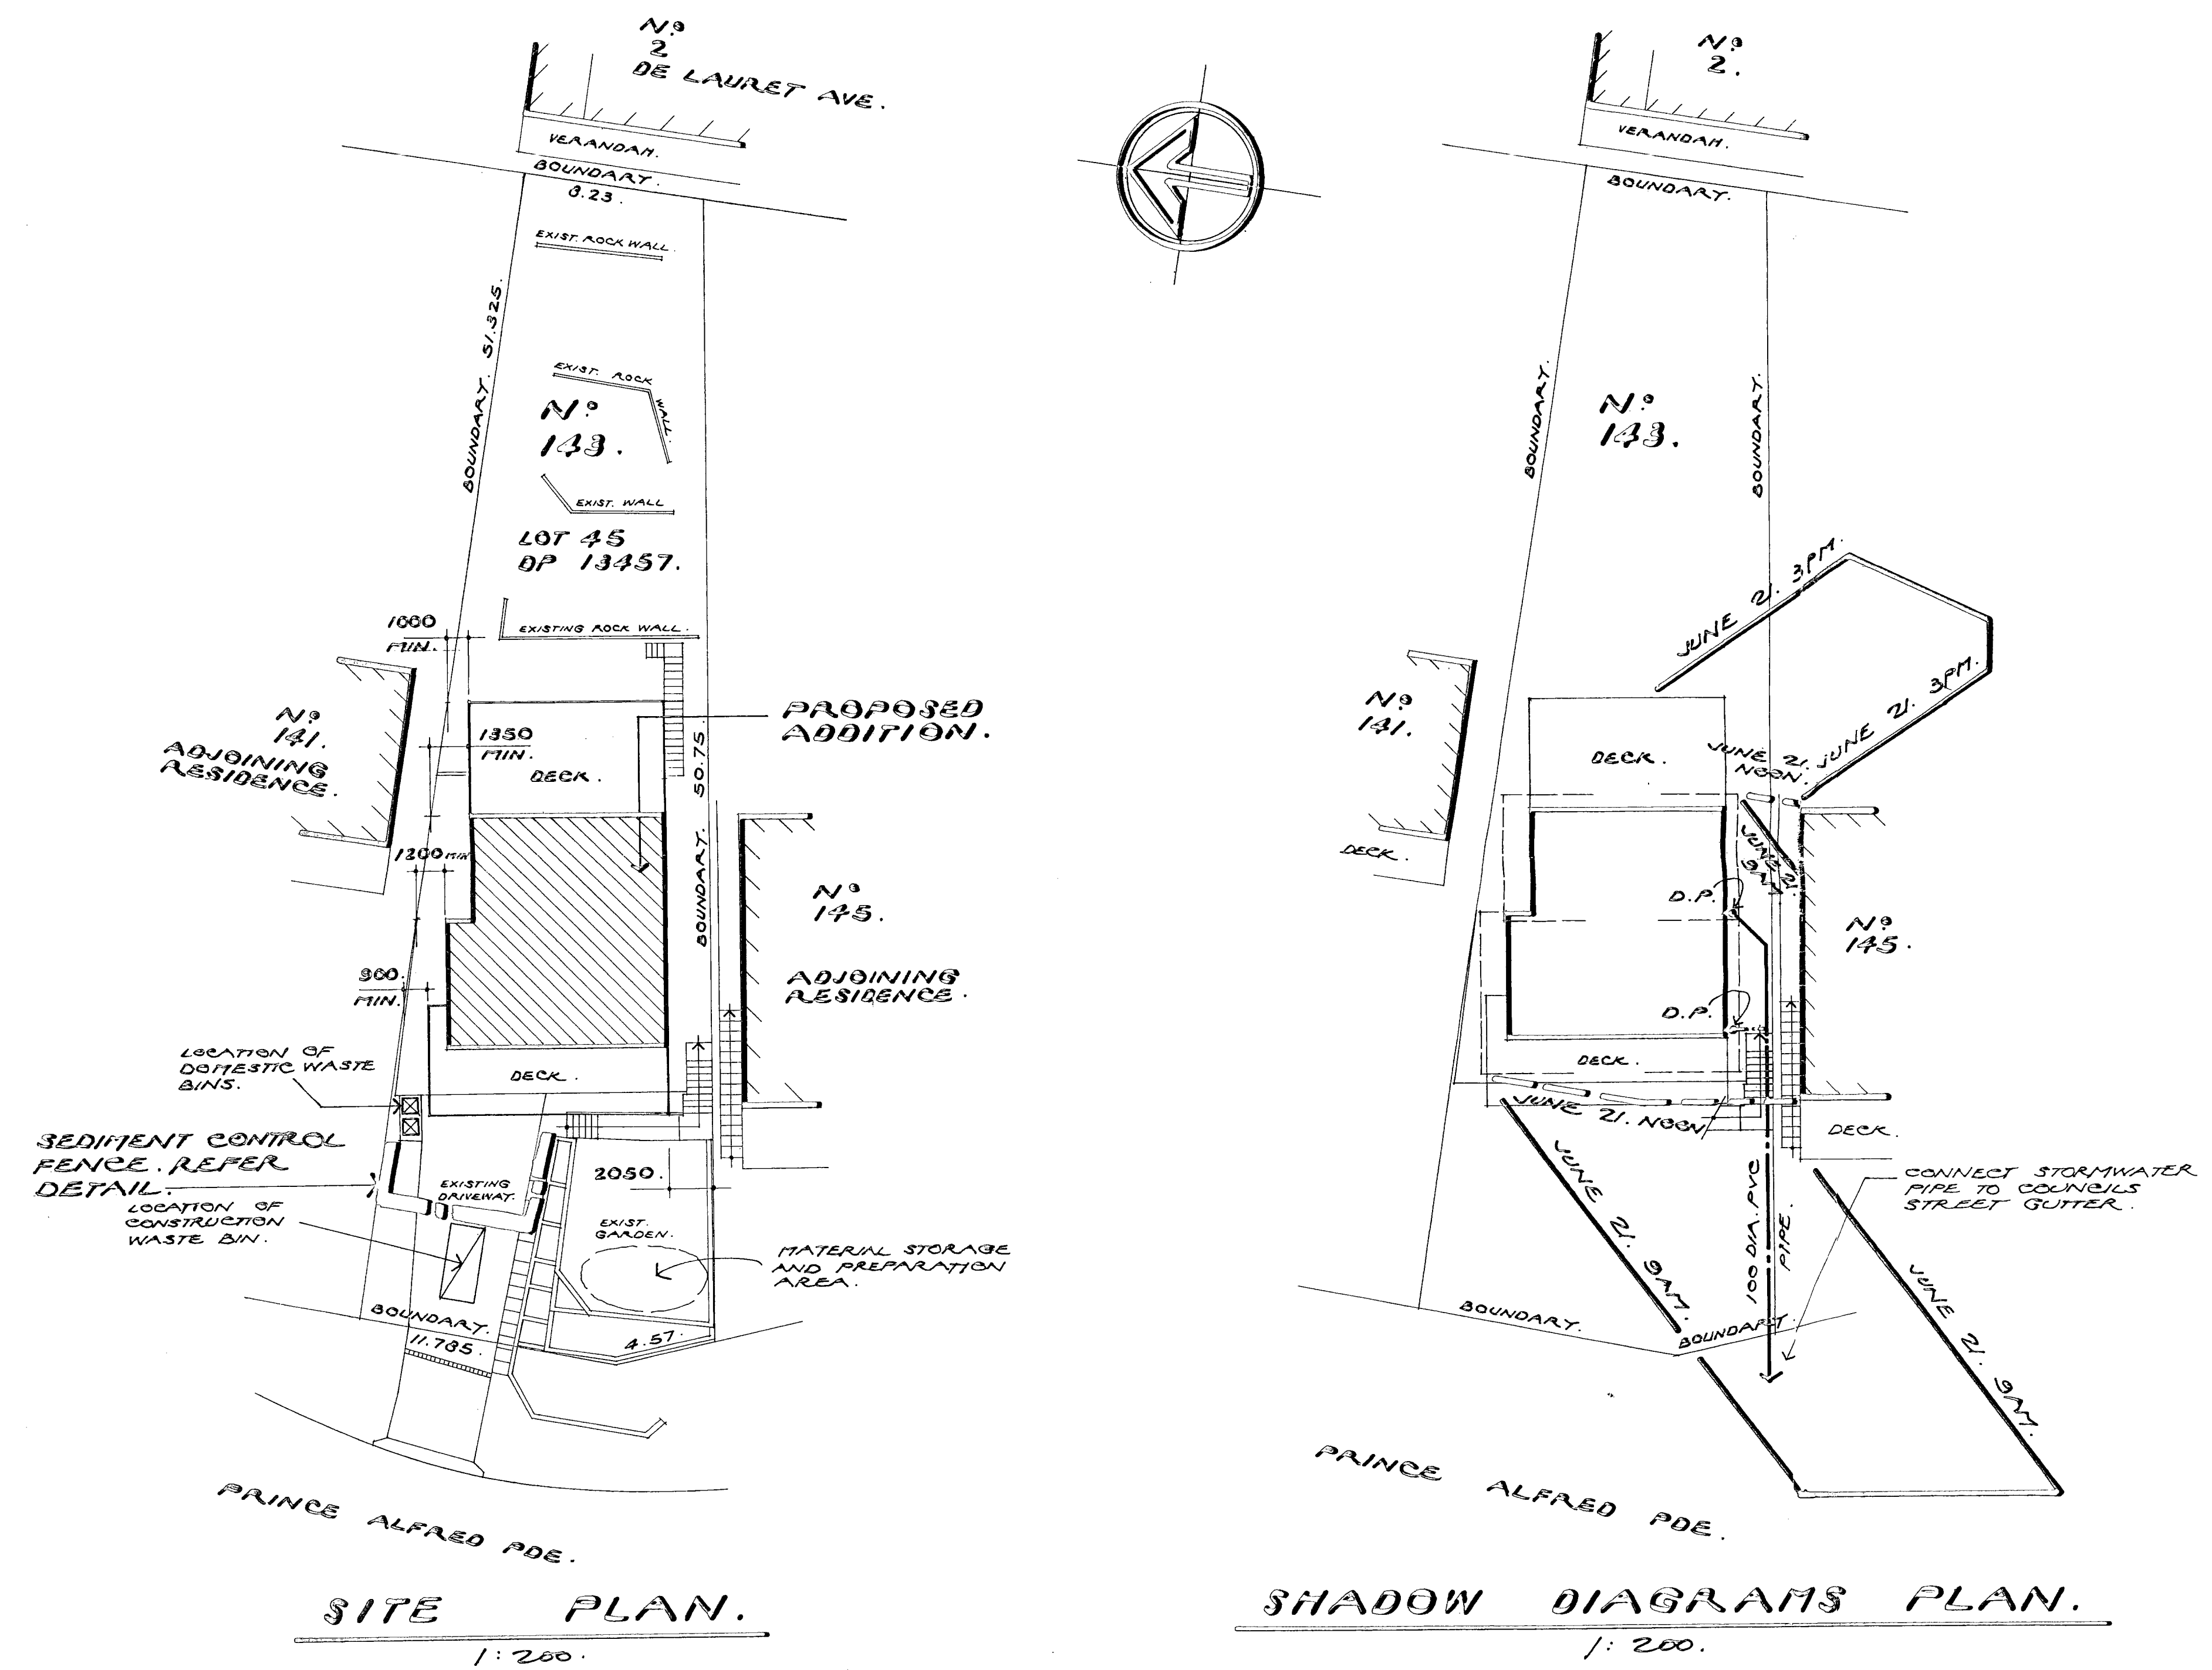 Nº
2
DE LAURET AVE.
VERANDAH.
BOUNDARY.
8.23.
EXIST. ROCK WALL.
BOUNDARY. 51.325.
EXIST. ROCK
WALL.
Nº
143.
EXIST. WALL
LOT 45
DP 13457.
1000
MIN.
EXISTING ROCK WALL.
Nº
141.
ADJOINING
RESIDENCE.
1350
MIN.
DECK.
PROPOSED
ADDITION.
BOUNDARY. 50.75.
1200 MIN
Nº
145.
ADJOINING
RESIDENCE.
900.
MIN.
LOCATION OF
DOMESTIC WASTE
BINS.
DECK.
SEDIMENT CONTROL
FENCE. REFER
DETAIL.
EXISTING
DRIVEWAY.
2050.
LOCATION OF
CONSTRUCTION
WASTE BIN.
EXIST.
GARDEN.
MATERIAL STORAGE
AND PREPARATION
AREA.
BOUNDARY.
11.785.
4.57.
PRINCE ALFRED PDE.
SITE PLAN.
1:200.
Nº
2.
VERANDAH.
BOUNDARY.
BOUNDARY.
Nº
143.
BOUNDARY.
JUNE 21. 3PM.
JUNE 21. 3PM.
Nº
141.
DECK.
DECK.
JUNE 21.
NOON.
JUNE 21.
9AM.
D.P.
Nº
145.
D.P.
DECK.
JUNE 21. NOON
DECK.
JUNE 21. 9AM.
100 DIA. PVC
PIPE.
CONNECT STORMWATER
PIPE TO COUNCILS
STREET GUTTER.
JUNE 21. 9AM.
BOUNDARY.
BOUNDARY.
PRINCE ALFRED PDE.
SHADOW DIAGRAMS PLAN.
1:200.